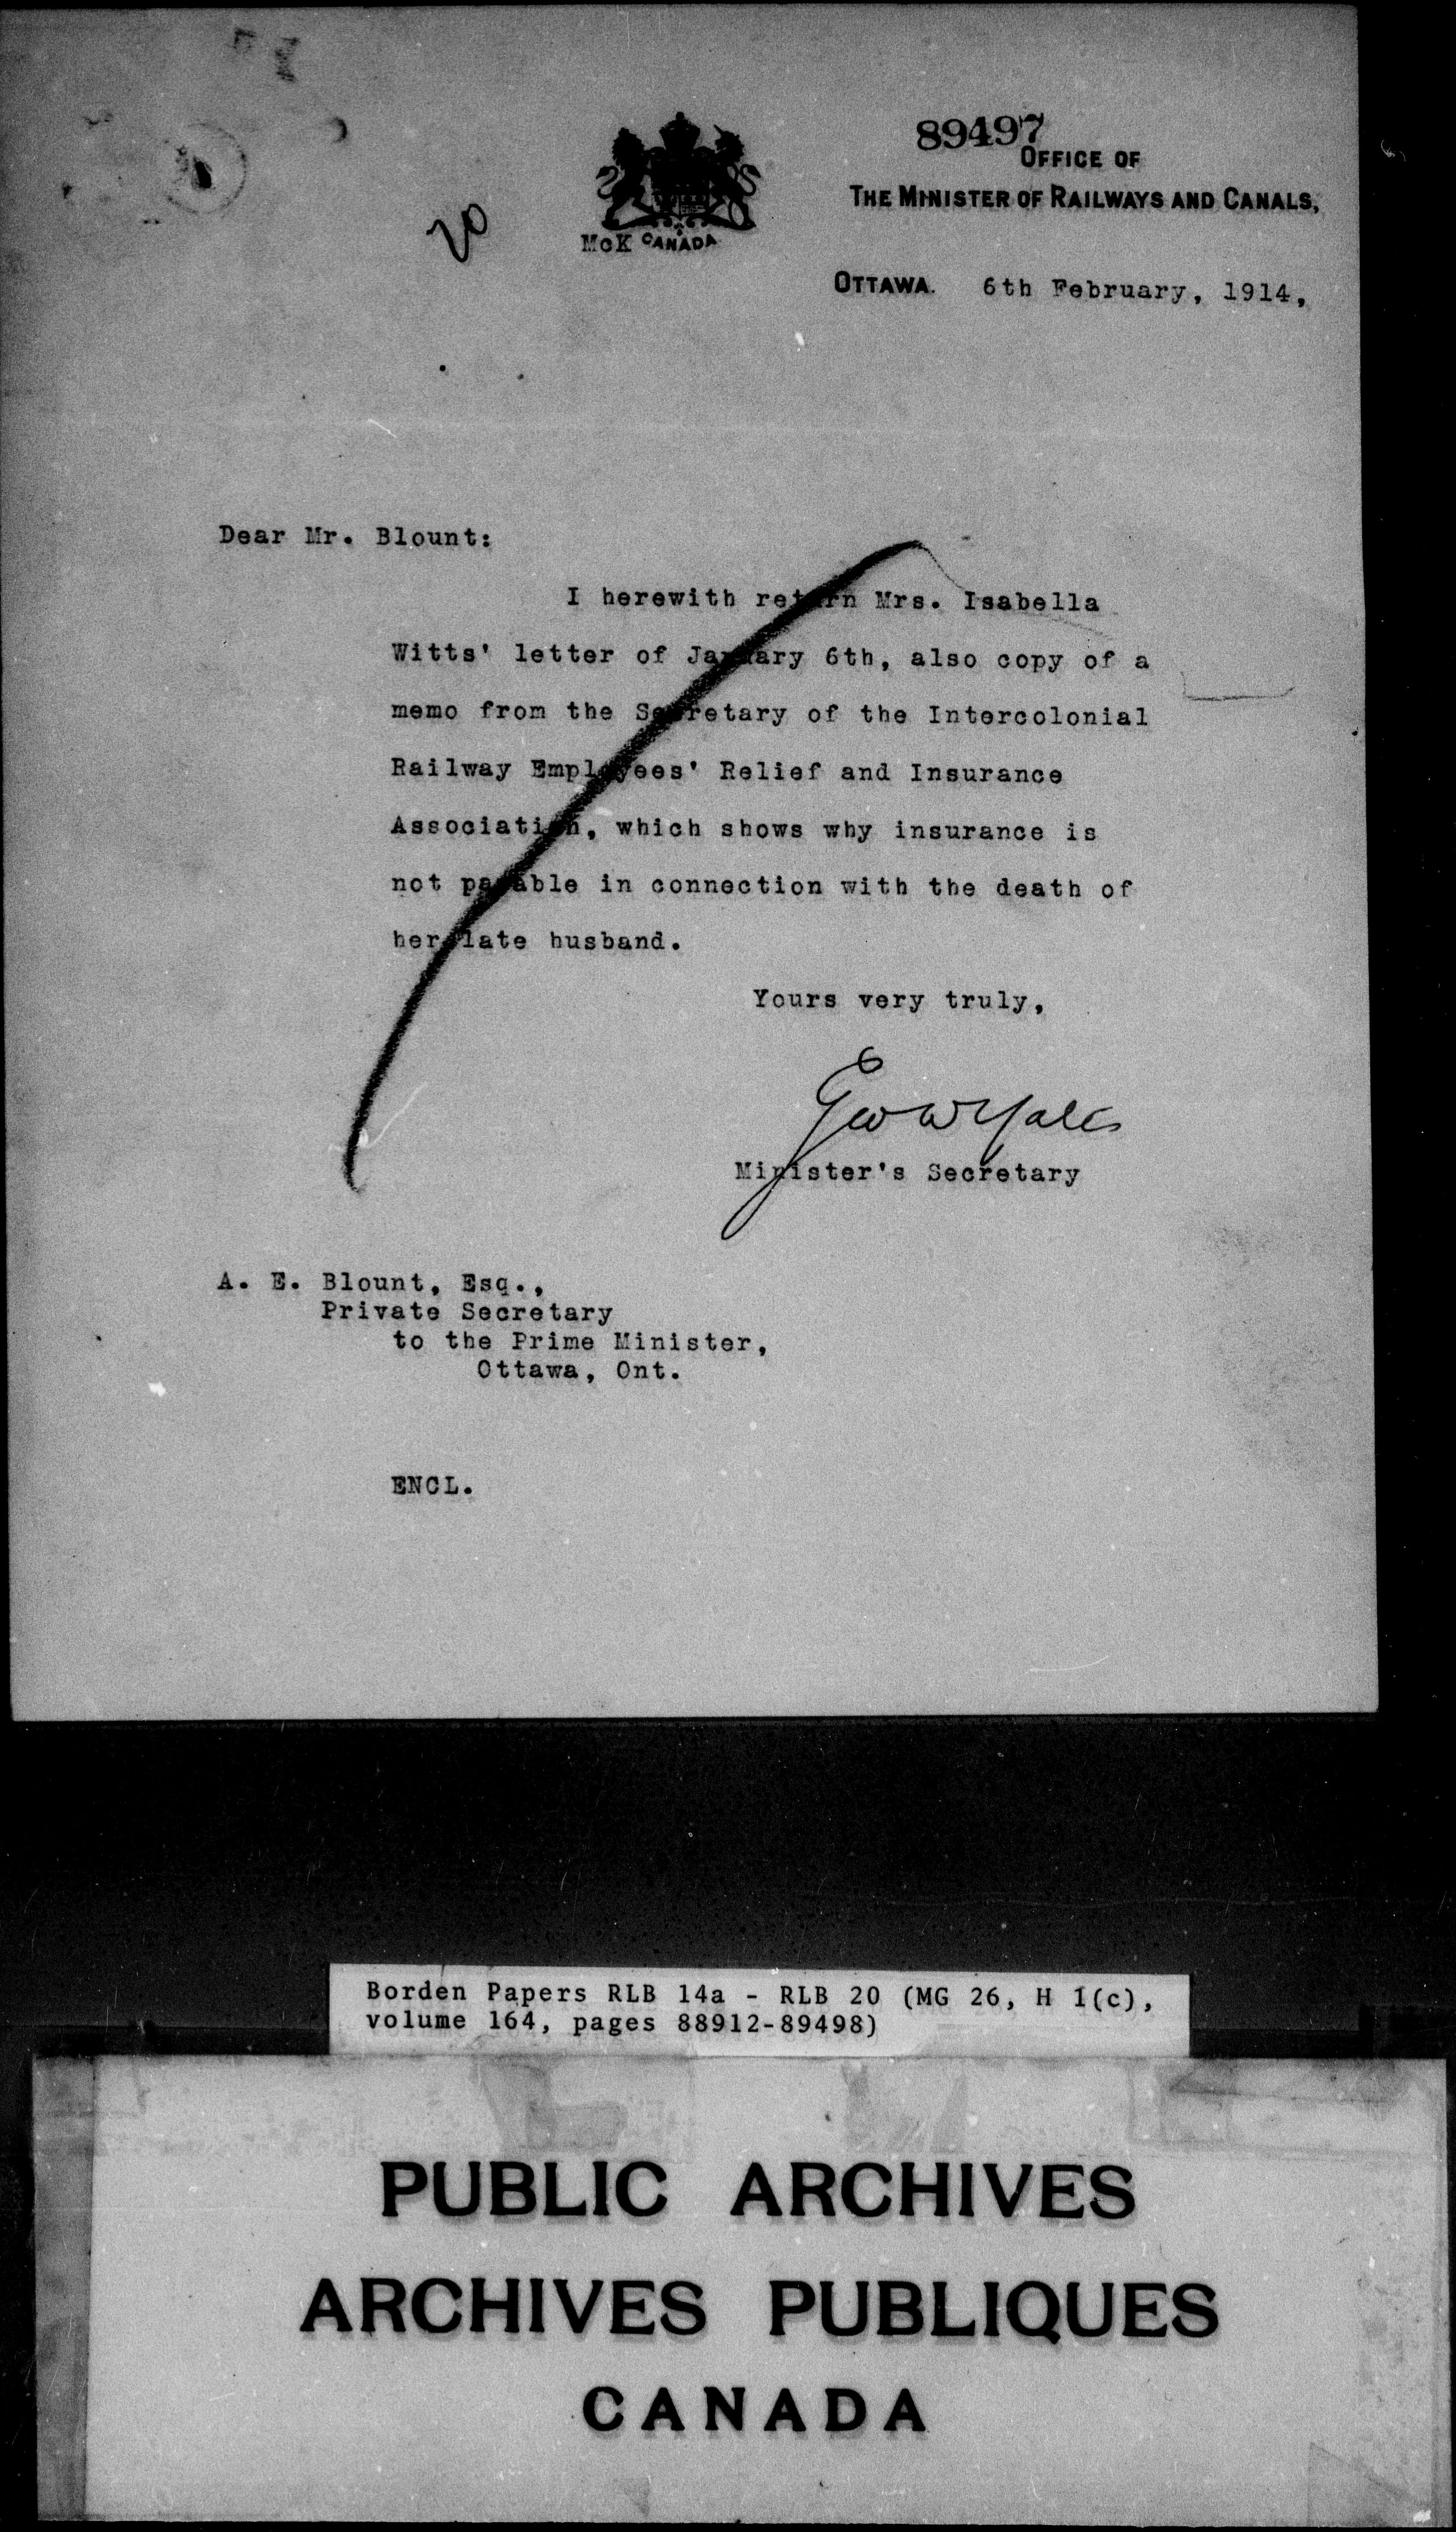 89497
OFFICE OF
THE MINISTER OF RAILWAYS AND CANALS,
20
McK CANADA
OTTAWA. 6th February, 1914,
Dear Mr. Blount:
I herewith return Mrs. Isabella
Witts' letter of January 6th, also copy of a
memo from the Secretary of the Intercolonial
Railway Employees' Relief and Insurance
Association, which shows why insurance is
not payable in connection with the death of
her late husband.
Yours very truly,
Geo W Yates
Minister's Secretary
A. E. Blount, Esq.,
Private Secretary
to the Prime Minister,
Ottawa, Ont.
ENCL.
Borden Papers RLB 14a - RLB 20 (MG 26, H 1(c),
volume 164, pages 88912-89498)
PUBLIC ARCHIVES
ARCHIVES PUBLIQUES
CANADA